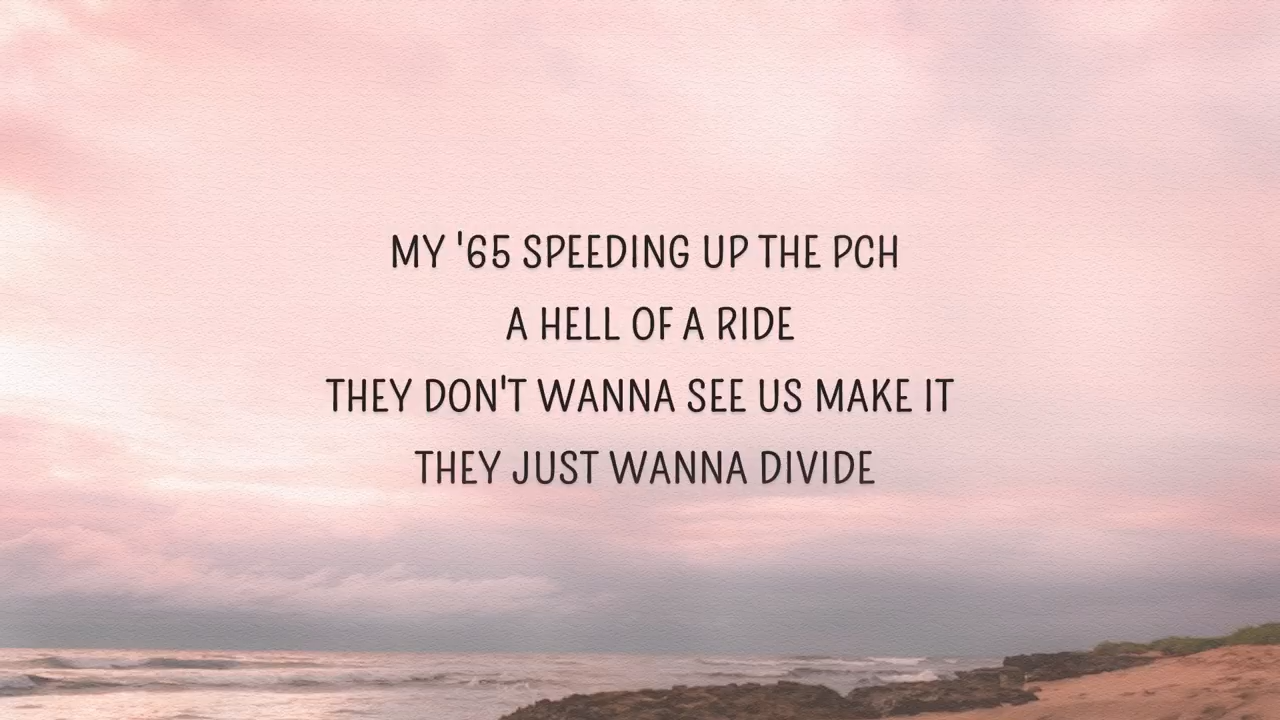 MY '65 SPEEDING UP THE PCH
A HELL OF A RIDE
THEY DON'T WANNA SEE US MAKE IT
THEY JUST WANNA DIVIDE